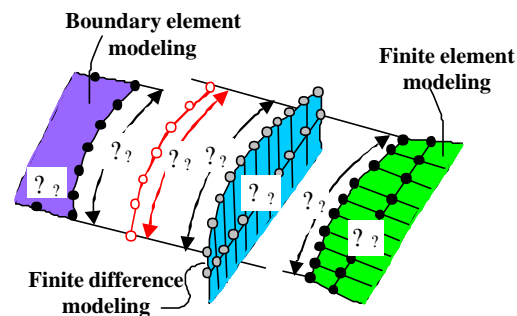 Boundary element
modeling
Finite element
modeling
? ?
? ?
? ?
? ?
? ?
? ?
Finite difference
modeling